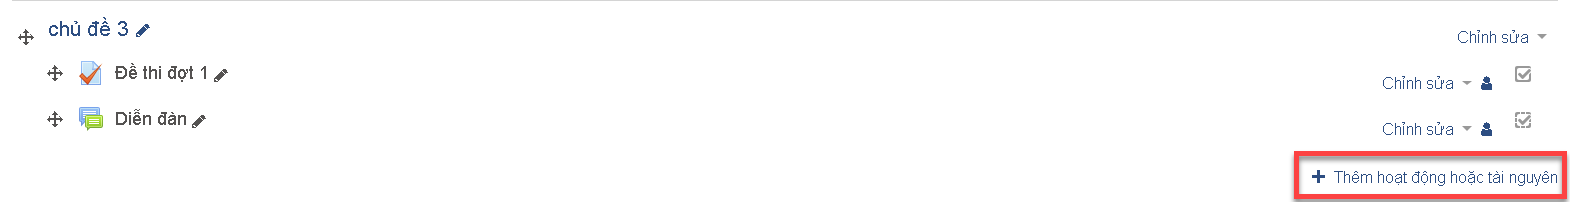 chủ đề 3
Chỉnh sửa
Đề thi đợt 1
Chỉnh sửa
Diễn đàn
Chỉnh sửa
Thêm hoạt động hoặc tài nguyên